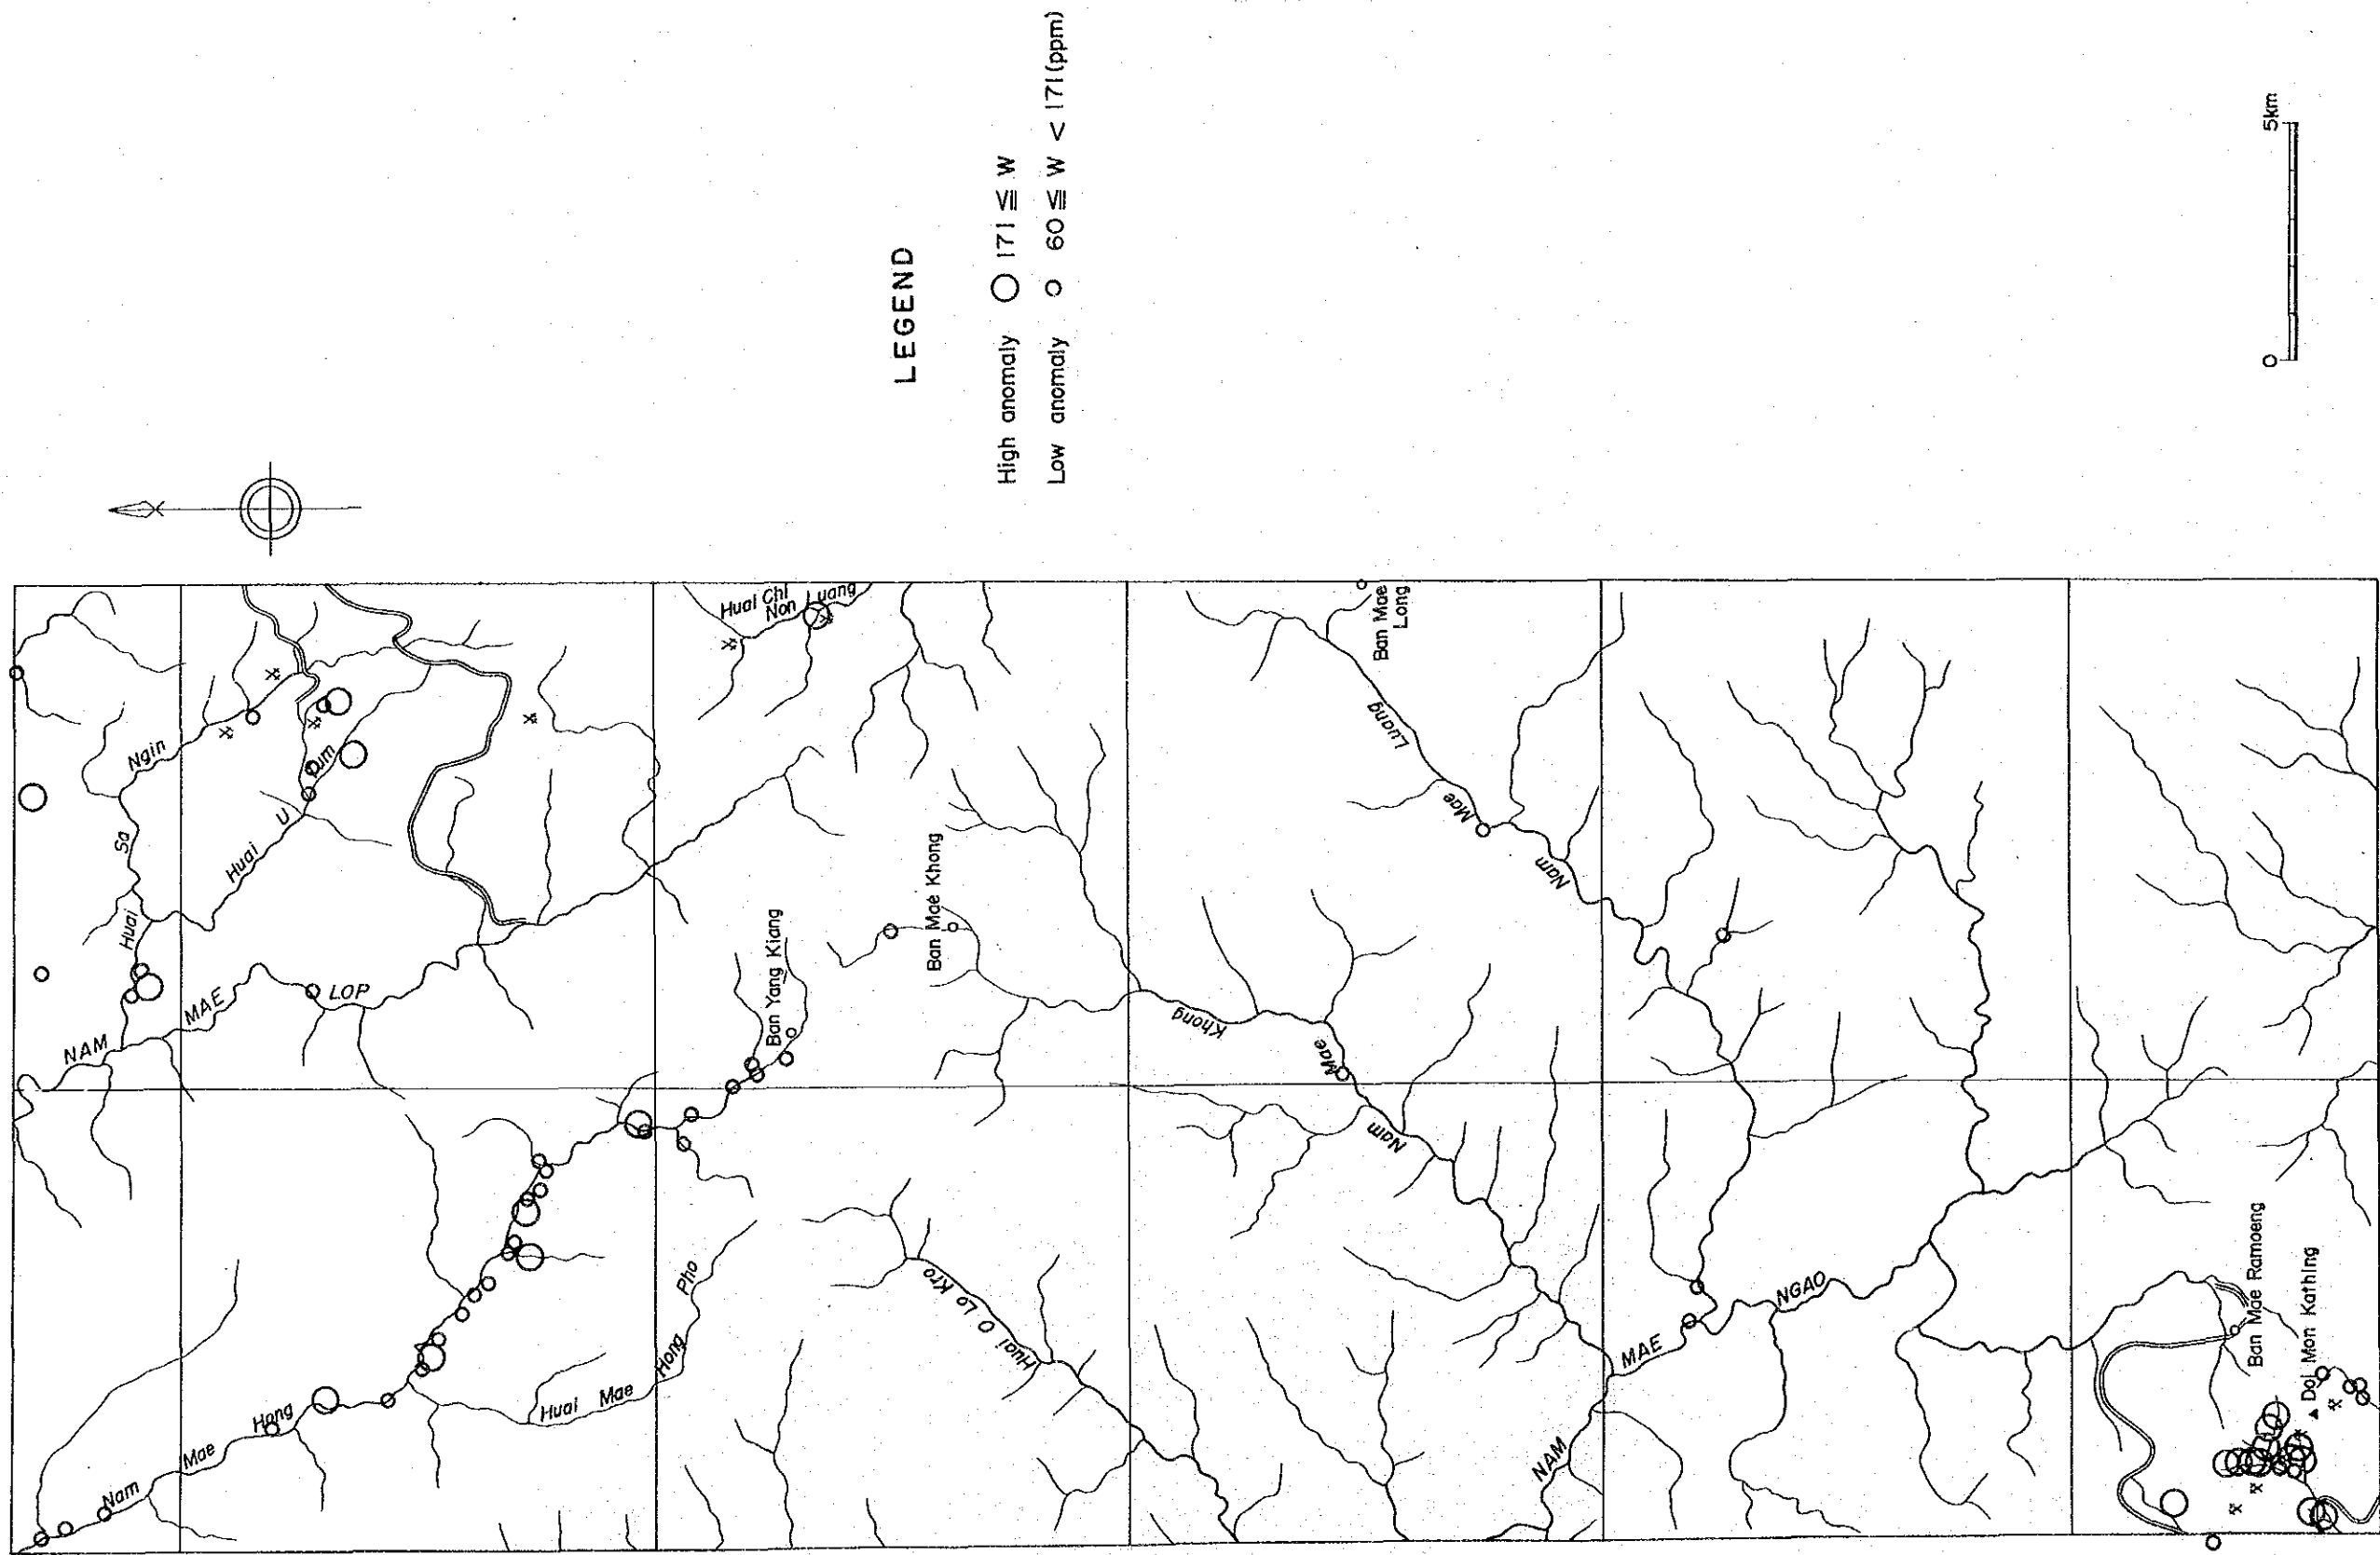 LEGEND
High anomaly ◯ 171 ≦ W
Low anomaly ○ 60 ≦ W < 171 (ppm)
0
5km
NAM MAE LOP
Huai Sa Ngin
Huai U Tum
Huai Chi
Non Luang
Nam Mae Hong
Huai Mae Hong Pho
Ban Yang Kiang
Ban Mae Khong
Huai O Lo Kro
Nam Mae Khong
Nam Mae Luang
Ban Mae
Long
NAM MAE NGAO
Ban Mae Ramoeng
Doi Mon Kathing